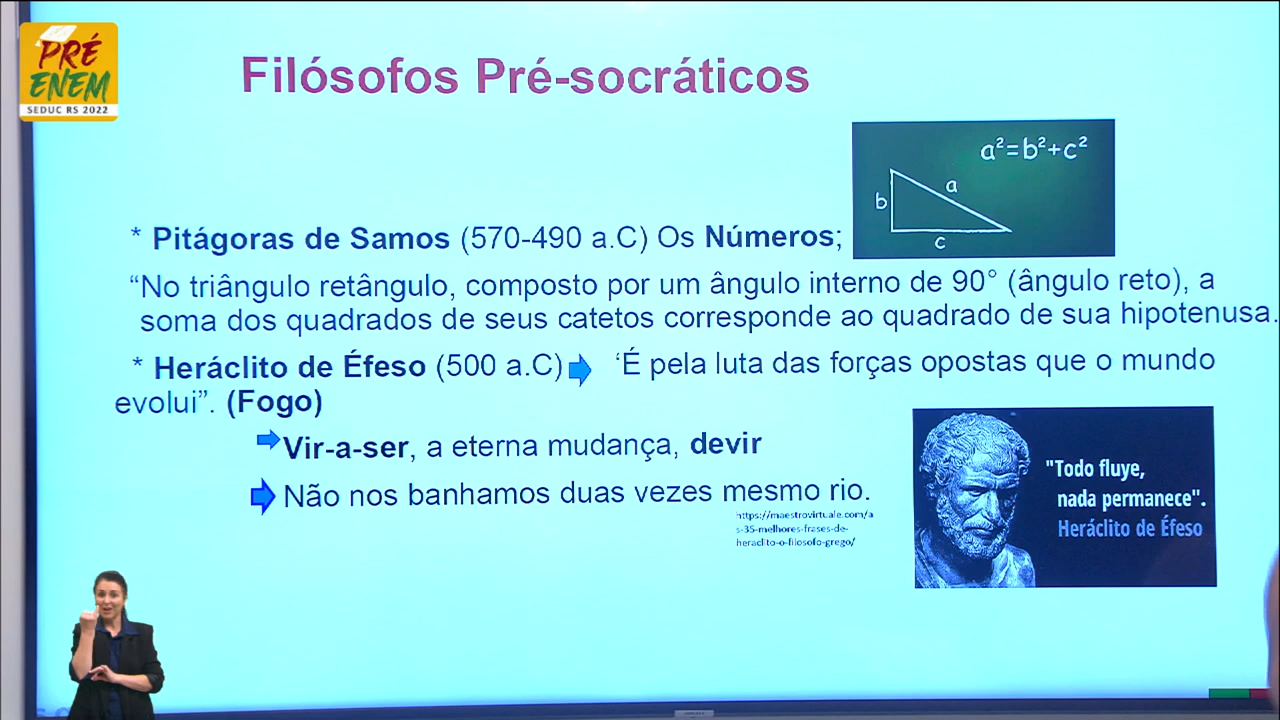 PRÉ
ENEM
SEDUC RS 2022
Filósofos Pré-socráticos
a²=b²+c²
b
a
c
* Pitágoras de Samos (570-490 a.C) Os Números;
“No triângulo retângulo, composto por um ângulo interno de 90° (ângulo reto), a
soma dos quadrados de seus catetos corresponde ao quadrado de sua hipotenusa.
* Heráclito de Éfeso (500 a.C) ‘É pela luta das forças opostas que o mundo
evolui”. (Fogo)
Vir-a-ser, a eterna mudança, devir
Não nos banhamos duas vezes mesmo rio.
https://maestrovirtuale.com/a
s-35-melhores-frases-de-
heraclito-o-filosofo-grego/
"Todo fluye,
nada permanece".
Heráclito de Éfeso